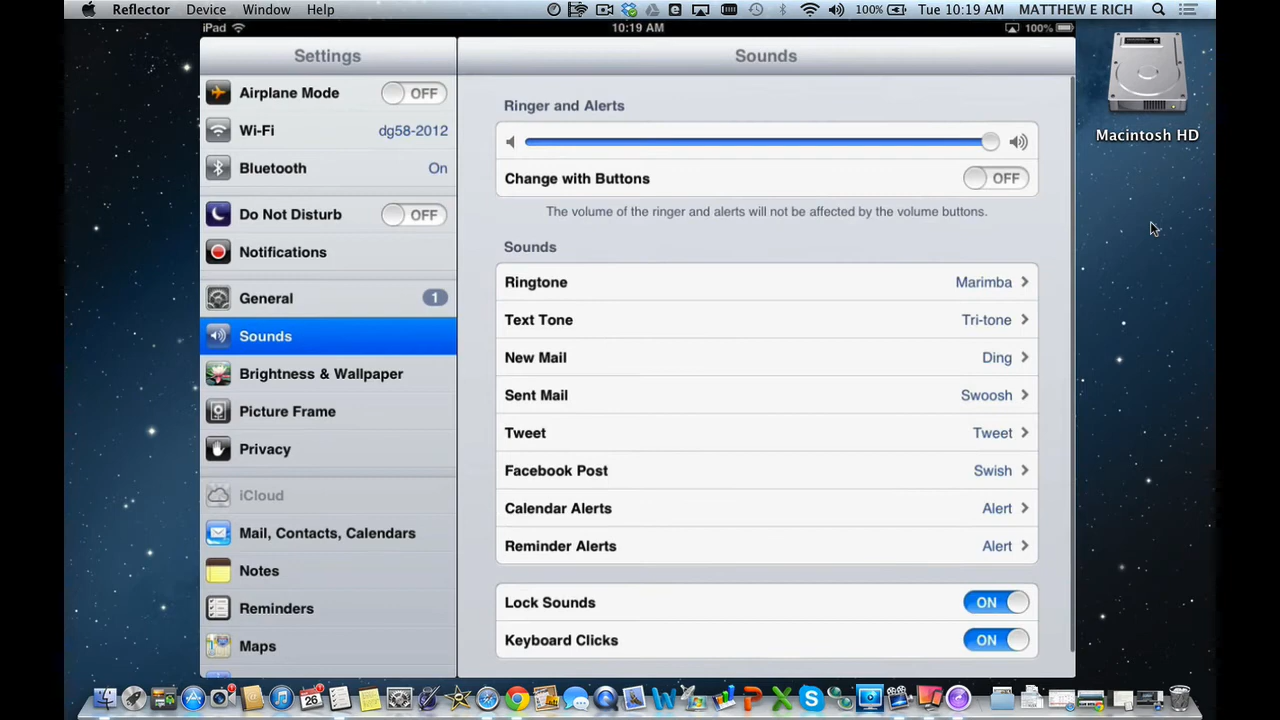 Reflector Device Window Help 100% Tue 10:19 AM MATTHEW E RICH
iPad 10:19 AM 100%
Settings
Airplane Mode OFF
Wi-Fi dg58-2012
Bluetooth On
Do Not Disturb OFF
Notifications
General 1
Sounds
Brightness & Wallpaper
Picture Frame
Privacy
iCloud
Mail, Contacts, Calendars
Notes
Reminders
Maps
Sounds
Ringer and Alerts
Change with Buttons OFF
The volume of the ringer and alerts will not be affected by the volume buttons.
Sounds
Ringtone Marimba
Text Tone Tri-tone
New Mail Ding
Sent Mail Swoosh
Tweet Tweet
Facebook Post Swish
Calendar Alerts Alert
Reminder Alerts Alert
Lock Sounds ON
Keyboard Clicks ON
Macintosh HD
26